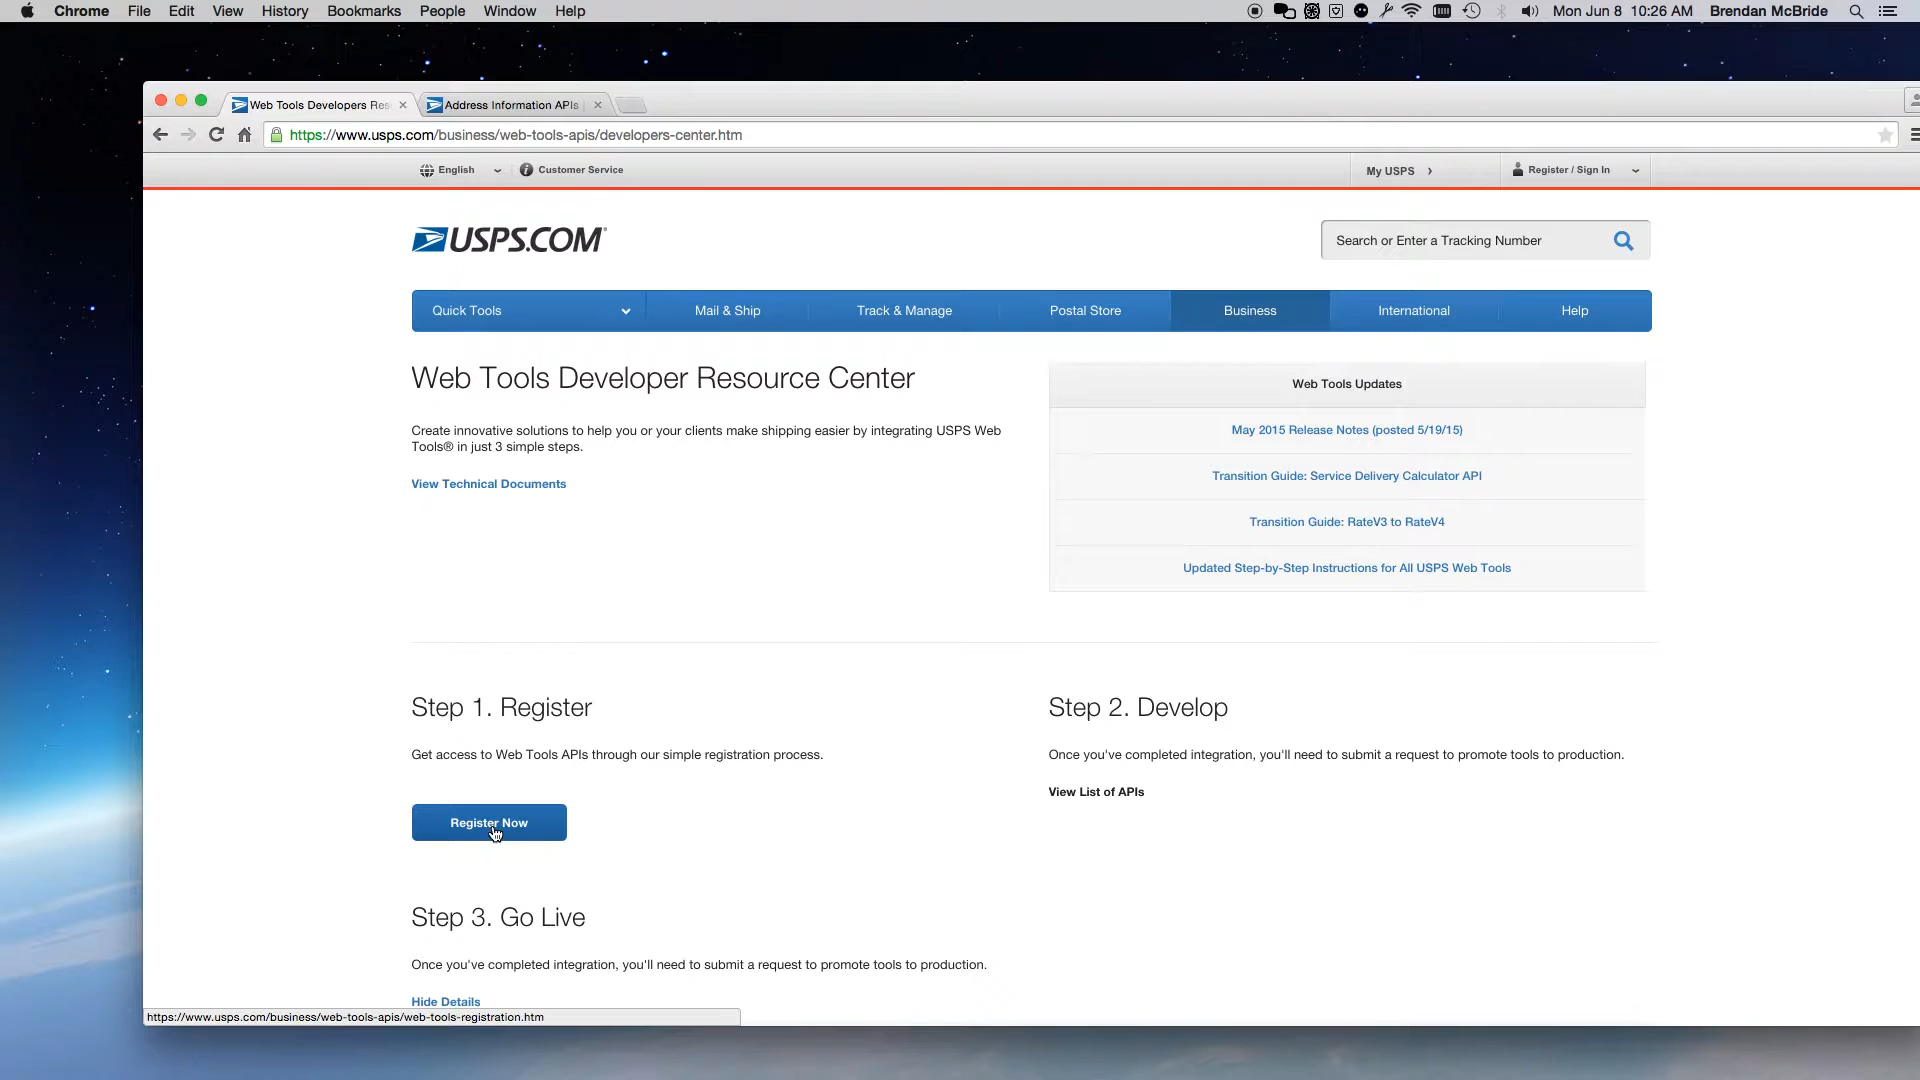 Chrome File Edit View History Bookmarks People Window Help Mon Jun 8 10:26 AM Brendan McBride
Web Tools Developers Res Address Information APIs
https://www.usps.com/business/web-tools-apis/developers-center.htm
English Customer Service My USPS Register / Sign In
USPS.COM®
Search or Enter a Tracking Number
Quick Tools Mail & Ship Track & Manage Postal Store Business International Help
Web Tools Developer Resource Center
Create innovative solutions to help you or your clients make shipping easier by integrating USPS Web
Tools® in just 3 simple steps.
View Technical Documents
Web Tools Updates
May 2015 Release Notes (posted 5/19/15)
Transition Guide: Service Delivery Calculator API
Transition Guide: RateV3 to RateV4
Updated Step-by-Step Instructions for All USPS Web Tools
Step 1. Register
Get access to Web Tools APIs through our simple registration process.
Register Now
Step 2. Develop
Once you've completed integration, you'll need to submit a request to promote tools to production.
View List of APIs
Step 3. Go Live
Once you've completed integration, you'll need to submit a request to promote tools to production.
Hide Details
https://www.usps.com/business/web-tools-apis/web-tools-registration.htm